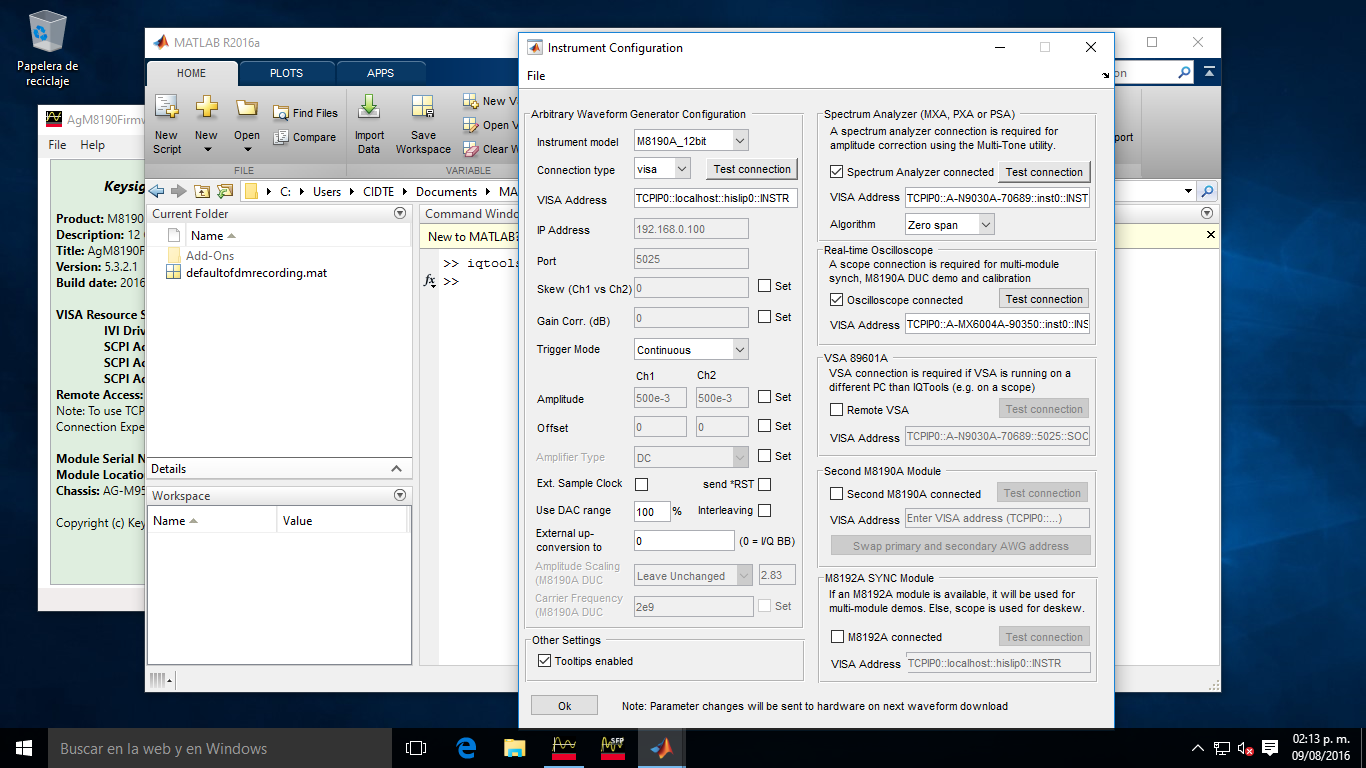 Papelera de
reciclaje
AgM8190Firmw
File Help
Keysig
Product: M8190
Description: 12
Title: AgM8190F
Version: 5.3.2.1
Build date: 2016
VISA Resource S
IVI Driv
SCPI Ac
SCPI Ac
SCPI Ac
Remote Access:
Note: To use TCP
Connection Expe
Module Serial N
Module Locatio
Chassis: AG-M95
Copyright (c) Key
MATLAB R2016a
HOME PLOTS APPS
New
Script
New
Open
Find Files
Compare
Import
Data
Save
Workspace
New V
Open V
Clear W
FILE VARIABLE
on
port
C: Users CIDTE Documents MA
Current Folder
Name
Add-Ons
defaultofdmrecording.mat
Details
Workspace
Name Value
Command Windo
New to MATLAB?
>> iqtools
fx >>
Instrument Configuration
File
Arbitrary Waveform Generator Configuration
Instrument model M8190A_12bit
Connection type visa Test connection
VISA Address TCPIP0::localhost::hislip0::INSTR
IP Address 192.168.0.100
Port 5025
Skew (Ch1 vs Ch2) 0 Set
Gain Corr. (dB) 0 Set
Trigger Mode Continuous
Ch1 Ch2
Amplitude 500e-3 500e-3 Set
Offset 0 0 Set
Amplifier Type DC Set
Ext. Sample Clock send *RST
Use DAC range 100 % Interleaving
External up-
conversion to 0 (0 = I/Q BB)
Amplitude Scaling
(M8190A DUC Leave Unchanged 2.83
Carrier Frequency
(M8190A DUC 2e9 Set
Other Settings
Tooltips enabled
Ok Note: Parameter changes will be sent to hardware on next waveform download
Spectrum Analyzer (MXA, PXA or PSA)
A spectrum analyzer connection is required for
amplitude correction using the Multi-Tone utility.
Spectrum Analyzer connected Test connection
VISA Address TCPIP0::A-N9030A-70689::inst0::INST
Algorithm Zero span
Real-time Oscilloscope
A scope connection is required for multi-module
synch, M8190A DUC demo and calibration
Oscilloscope connected Test connection
VISA Address TCPIP0::A-MX6004A-90350::inst0::INS
VSA 89601A
VSA connection is required if VSA is running on a
different PC than IQTools (e.g. on a scope)
Remote VSA Test connection
VISA Address TCPIP0::A-N9030A-70689::5025::SOC
Second M8190A Module
Second M8190A connected Test connection
VISA Address Enter VISA address (TCPIP0::...)
Swap primary and secondary AWG address
M8192A SYNC Module
If an M8192A module is available, it will be used for
multi-module demos. Else, scope is used for deskew.
M8192A connected Test connection
VISA Address TCPIP0::localhost::hislip0::INSTR
Buscar en la web y en Windows
SFP
02:13 p. m.
09/08/2016